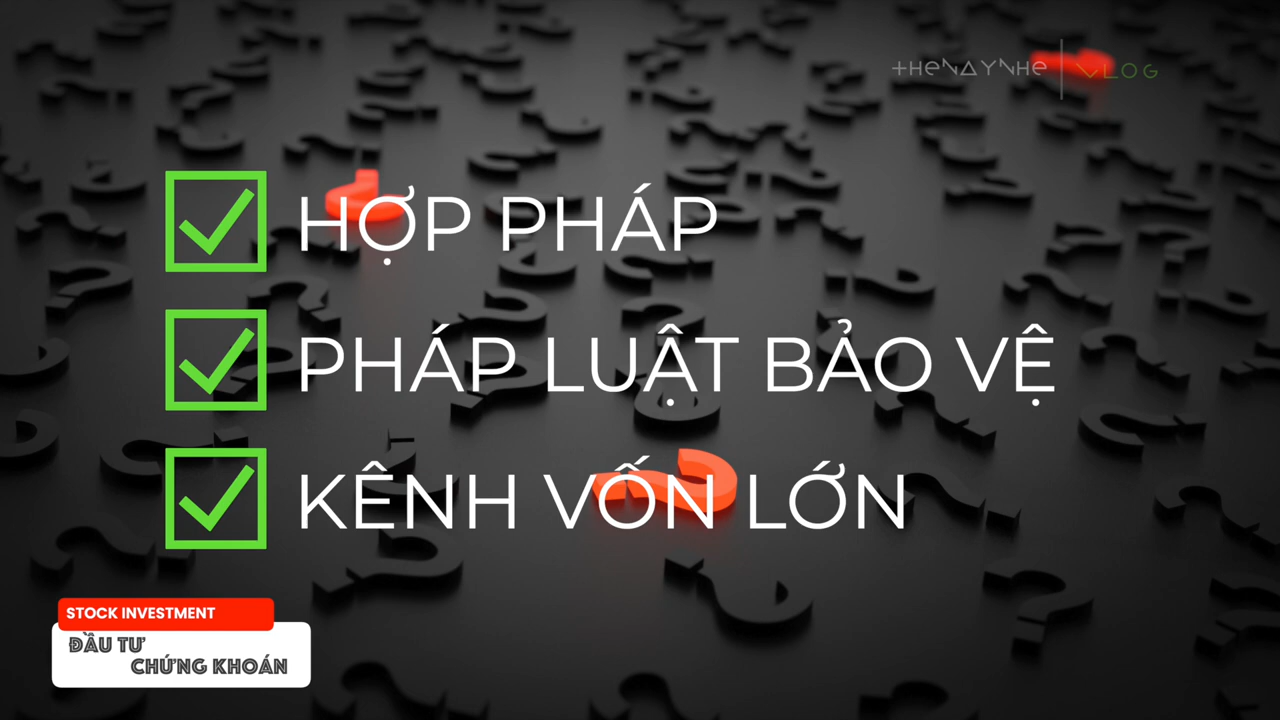 THENAYNHE | VLOG
HỢP PHÁP
PHÁP LUẬT BẢO VỆ
KÊNH VỐN LỚN
STOCK INVESTMENT
ĐẦU TƯ
CHỨNG KHOÁN